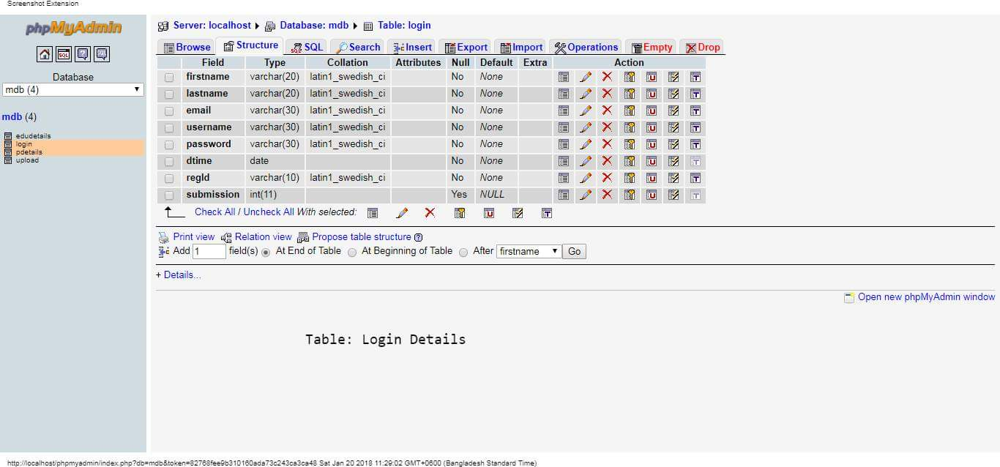 Screenshot Extension
phpMyAdmin
Server: localhost Database: mdb Table: login
Browse Structure SQL Search Insert Export Import Operations Empty Drop
SQL
Database
mdb (4)
mdb (4)
edudetails
login
pdetails
upload
Field Type Collation Attributes Null Default Extra Action
firstname varchar(20) latin1_swedish_ci No None
lastname varchar(20) latin1_swedish_ci No None
email varchar(30) latin1_swedish_ci No None
username varchar(30) latin1_swedish_ci No None
password varchar(30) latin1_swedish_ci No None
dtime date No None
regId varchar(10) latin1_swedish_ci No None
submission int(11) Yes NULL
Check All / Uncheck All With selected:
Print view Relation view Propose table structure
Add 1 field(s) At End of Table At Beginning of Table After firstname Go
+ Details...
Open new phpMyAdmin window
Table: Login Details
http://localhost/phpmyadmin/index.php?db=mdb&token=82768fee9b310160ada73c243ca3ca48 Sat Jan 20 2018 11:29:02 GMT+0600 (Bangladesh Standard Time)